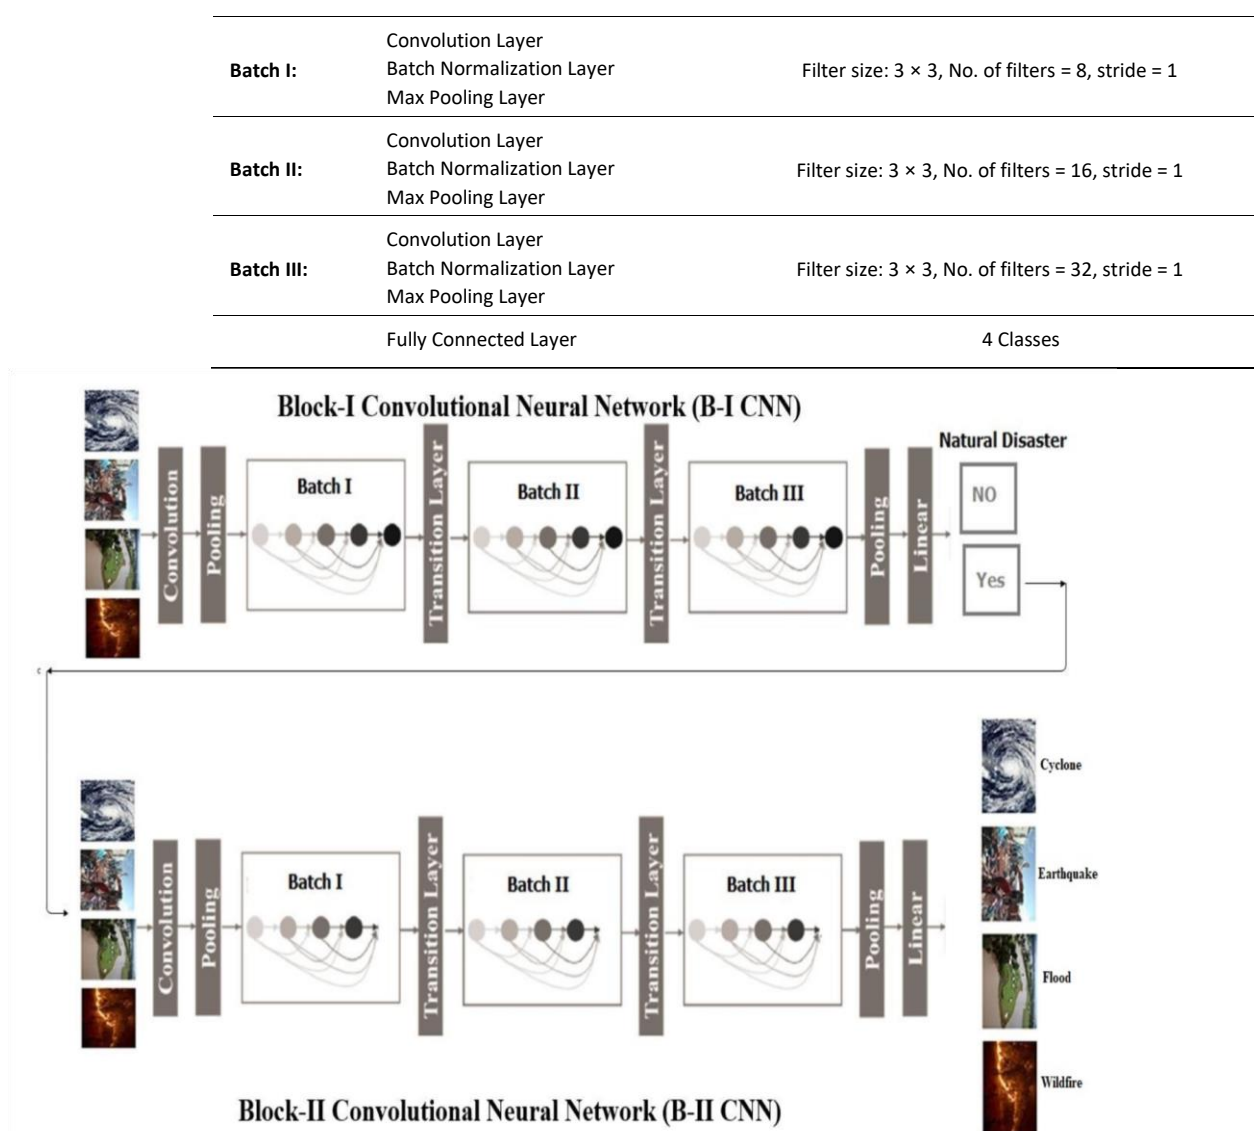 Convolution Layer
Batch I:
Batch Normalization Layer
Filter size: 3 × 3, No. of filters = 8, stride = 1
Max Pooling Layer
Convolution Layer
Batch II:
Batch Normalization Layer
Filter size: 3 × 3, No. of filters = 16, stride = 1
Max Pooling Layer
Convolution Layer
Batch III:
Batch Normalization Layer
Filter size: 3 × 3, No. of filters = 32, stride = 1
Max Pooling Layer
Fully Connected Layer
4 Classes
Block-I Convolutional Neural Network (B-I CNN)
Convolution
Pooling
Batch I
Transition Layer
Batch II
Transition Layer
Batch III
Pooling
Linear
Natural Disaster
NO
Yes
Convolution
Pooling
Batch I
Transition Layer
Batch II
Transition Layer
Batch III
Pooling
Linear
Cyclone
Earthquake
Flood
Wildfire
Block-II Convolutional Neural Network (B-II CNN)